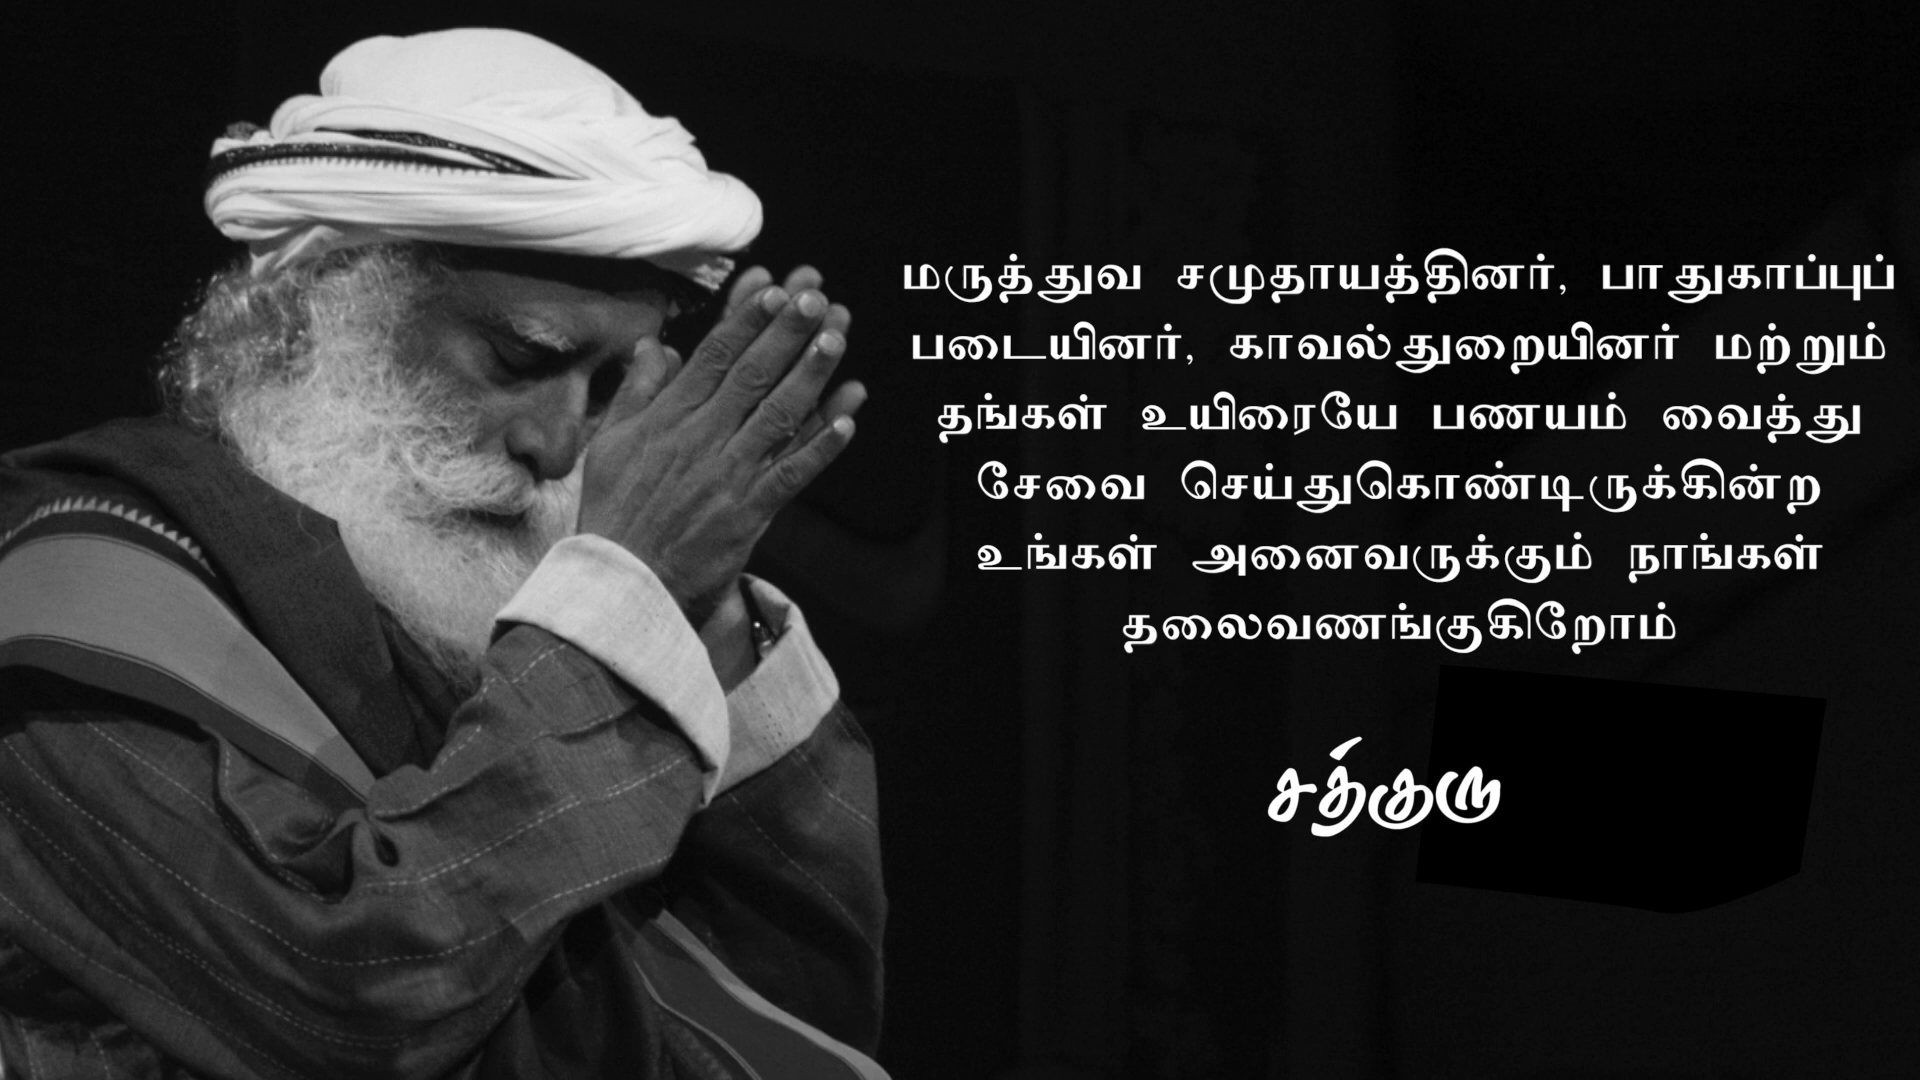 மருத்துவ சமுதாயத்தினர், பாதுகாப்புப்
படையினர், காவல்துறையினர் மற்றும்
தங்கள் உயிரையே பணயம் வைத்து
சேவை செய்துகொண்டிருக்கின்ற
உங்கள் அனைவருக்கும் நாங்கள்
தலைவணங்குகிறோம்
சத்குரு